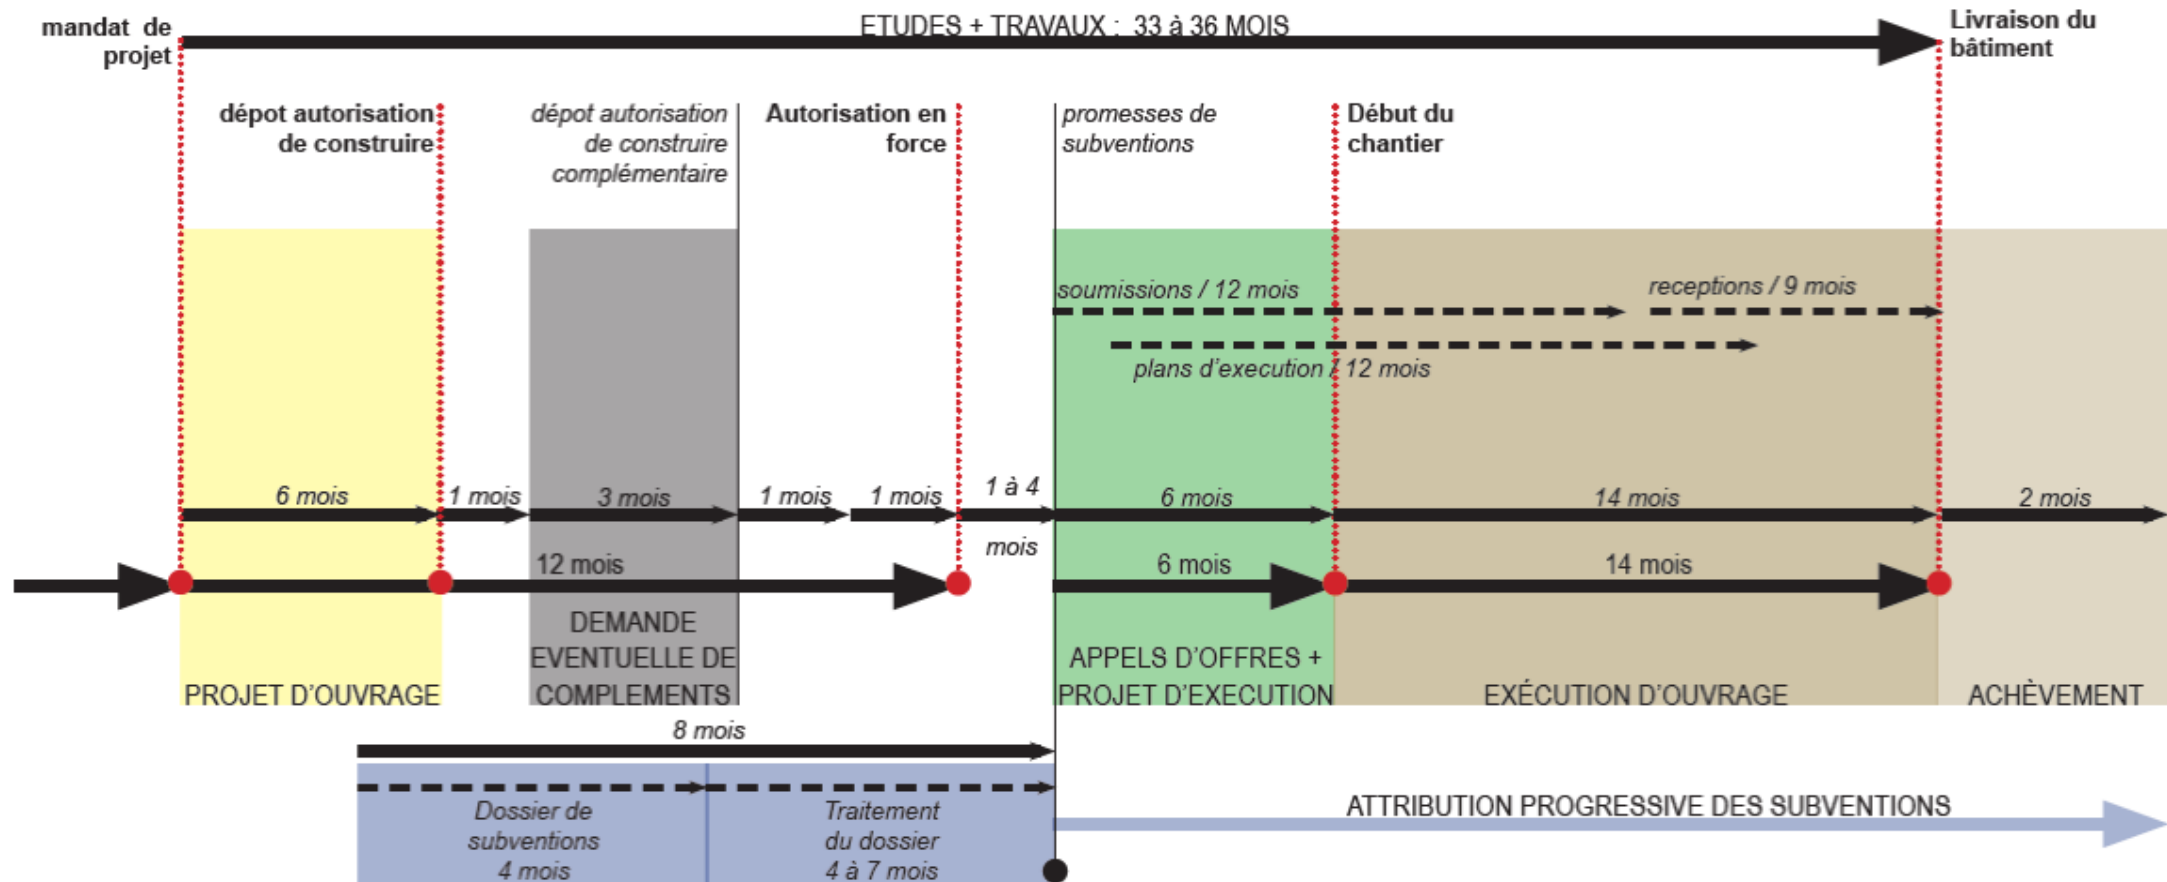 ETUDES + TRAVAUX : 33 à 36 MOIS
mandat de
projet
Livraison du
bâtiment
dépot autorisation
de construire
dépot autorisation
de construire
complémentaire
Autorisation en
force
promesses de
subventions
Début du
chantier
soumissions / 12 mois
receptions / 9 mois
plans d'execution / 12 mois
6 mois
1 mois
3 mois
1 mois
1 mois
1 à 4
mois
6 mois
14 mois
2 mois
12 mois
6 mois
14 mois
PROJET D'OUVRAGE
DEMANDE
EVENTUELLE DE
COMPLEMENTS
APPELS D'OFFRES +
PROJET D'EXECUTION
EXÉCUTION D'OUVRAGE
ACHÈVEMENT
8 mois
Dossier de
subventions
4 mois
Traitement
du dossier
4 à 7 mois
ATTRIBUTION PROGRESSIVE DES SUBVENTIONS